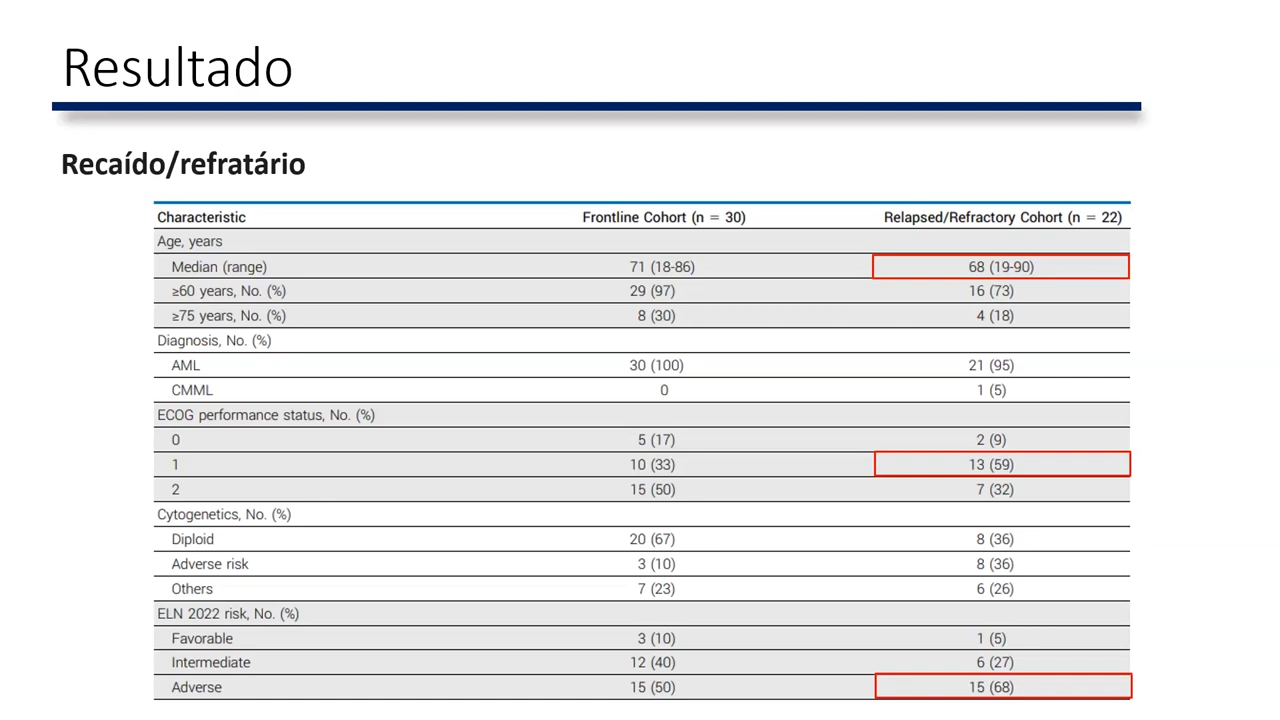 Resultado
Recaído/refratário
Characteristic Frontline Cohort (n = 30) Relapsed/Refractory Cohort (n = 22)
Age, years
Median (range) 71 (18-86) 68 (19-90)
≥60 years, No. (%) 29 (97) 16 (73)
≥75 years, No. (%) 8 (30) 4 (18)
Diagnosis, No. (%)
AML 30 (100) 21 (95)
CMML 0 1 (5)
ECOG performance status, No. (%)
0 5 (17) 2 (9)
1 10 (33) 13 (59)
2 15 (50) 7 (32)
Cytogenetics, No. (%)
Diploid 20 (67) 8 (36)
Adverse risk 3 (10) 8 (36)
Others 7 (23) 6 (26)
ELN 2022 risk, No. (%)
Favorable 3 (10) 1 (5)
Intermediate 12 (40) 6 (27)
Adverse 15 (50) 15 (68)